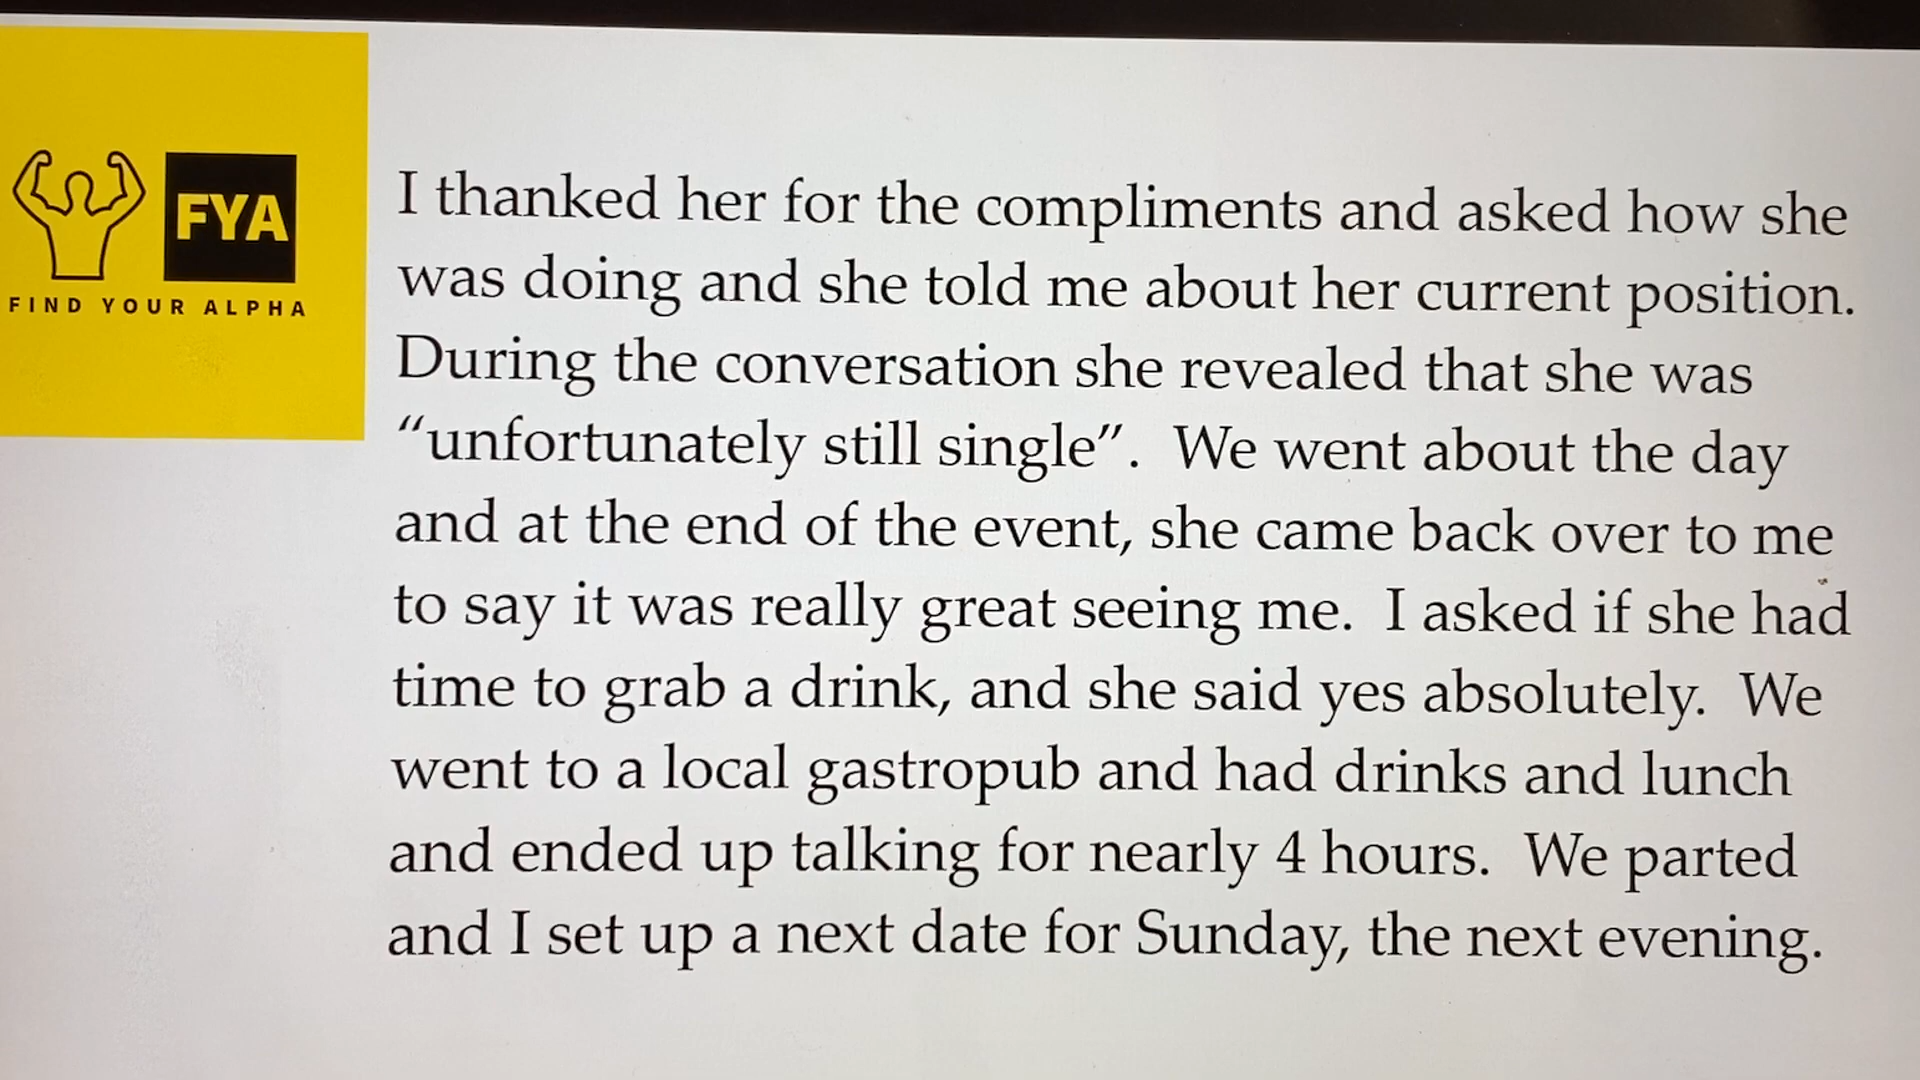 FYA
FIND YOUR ALPHA
I thanked her for the compliments and asked how she
was doing and she told me about her current position.
During the conversation she revealed that she was
“unfortunately still single”.  We went about the day
and at the end of the event, she came back over to me
to say it was really great seeing me.  I asked if she had
time to grab a drink, and she said yes absolutely.  We
went to a local gastropub and had drinks and lunch
and ended up talking for nearly 4 hours.  We parted
and I set up a next date for Sunday, the next evening.